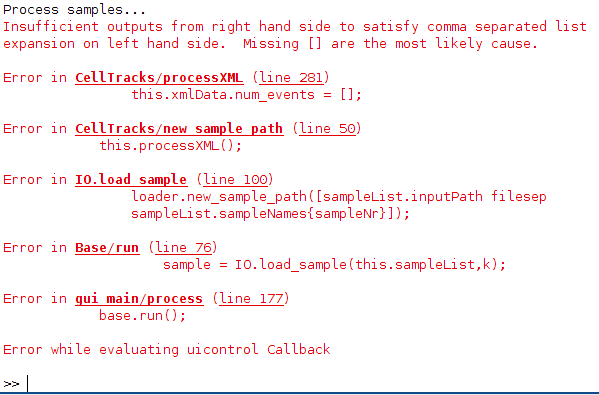 Process samples...
Insufficient outputs from right hand side to satisfy comma separated list
expansion on left hand side.  Missing [] are the most likely cause.
Error in CellTracks/processXML (line 281)
this.xmlData.num_events = [];
Error in CellTracks/new_sample_path (line 50)
this.processXML();
Error in IO.load_sample (line 100)
loader.new_sample_path([sampleList.inputPath filesep
sampleList.sampleNames{sampleNr}]);
Error in Base/run (line 76)
sample = IO.load_sample(this.sampleList,k);
Error in gui_main/process (line 177)
base.run();
Error while evaluating uicontrol Callback
>>